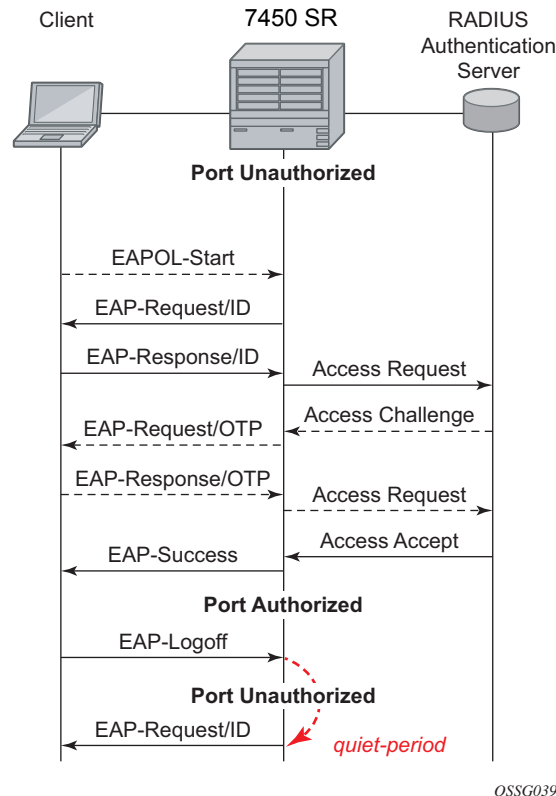 Client
7450 SR
RADIUS
Authentication
Server
Port Unauthorized
EAPOL-Start
EAP-Request/ID
EAP-Response/ID
Access Request
Access Challenge
EAP-Request/OTP
EAP-Response/OTP
Access Request
Access Accept
EAP-Success
Port Authorized
EAP-Logoff
Port Unauthorized
EAP-Request/ID
quiet-period
OSSG039